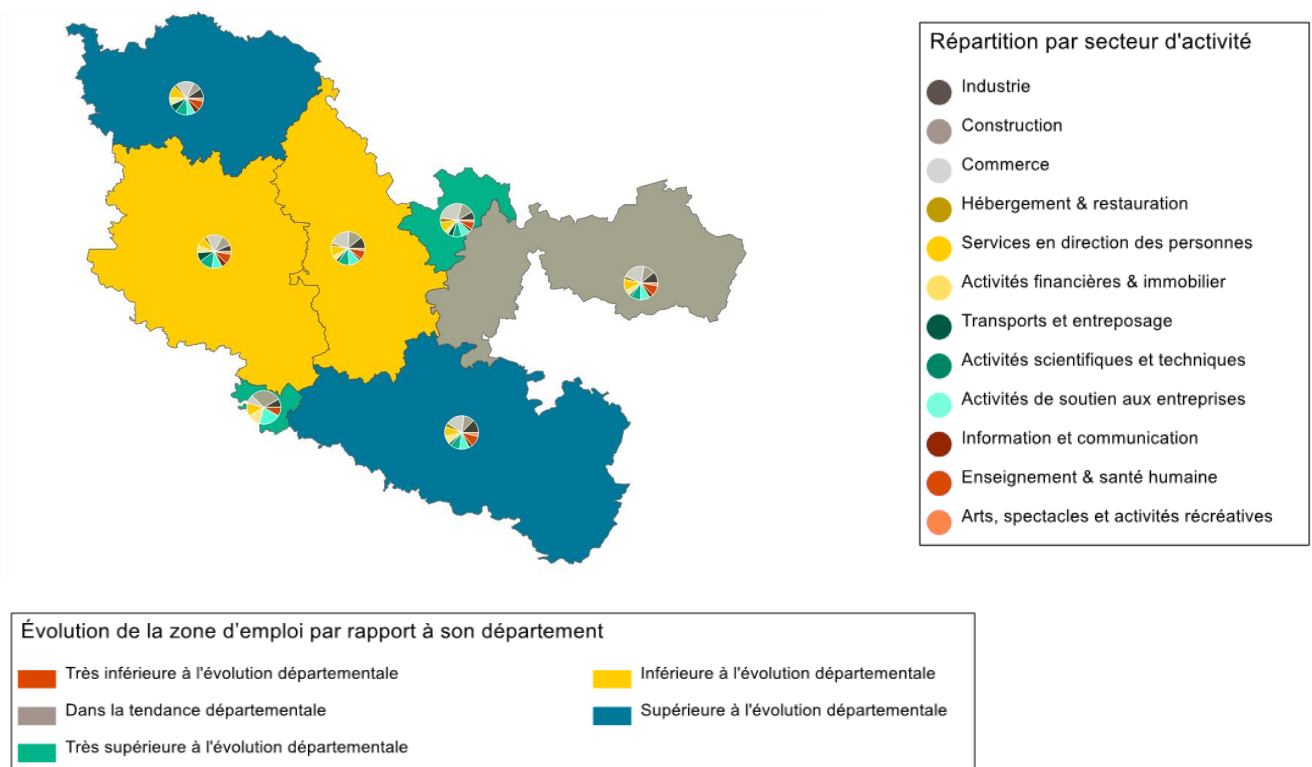 Répartition par secteur d'activité
Industrie
Construction
Commerce
Hébergement & restauration
Services en direction des personnes
Activités financières & immobilier
Transports et entreposage
Activités scientifiques et techniques
Activités de soutien aux entreprises
Information et communication
Enseignement & santé humaine
Arts, spectacles et activités récréatives
Évolution de la zone d’emploi par rapport à son département
Très inférieure à l'évolution départementale
Inférieure à l'évolution départementale
Dans la tendance départementale
Supérieure à l'évolution départementale
Très supérieure à l'évolution départementale